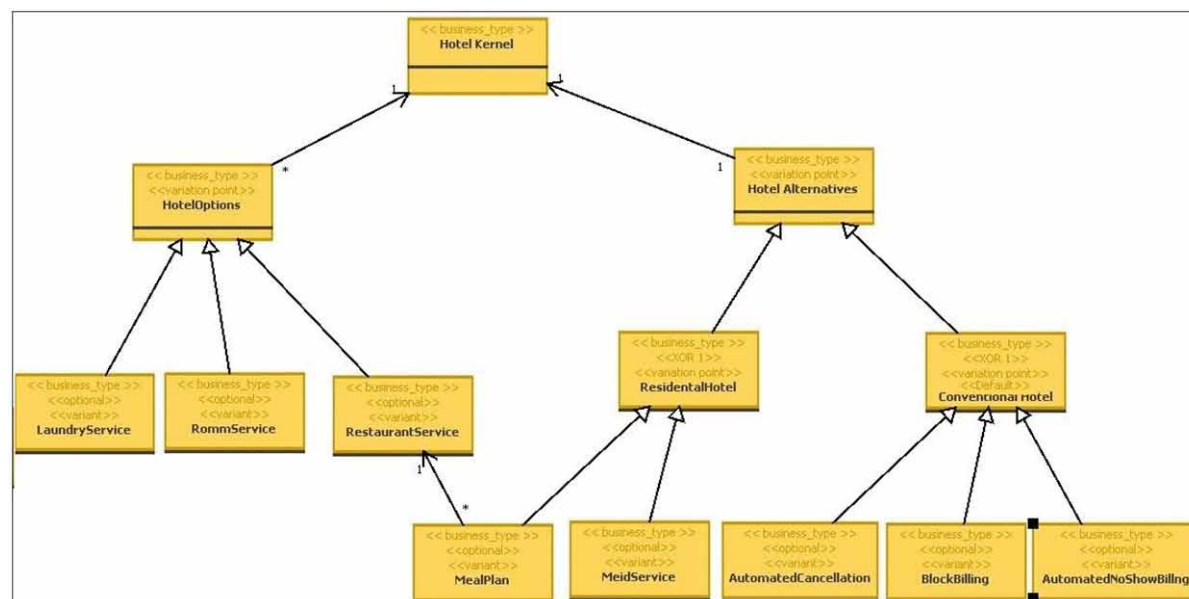 << business_type >>
Hotel Kernel
1
1
*
1
<< business_type >>
<<variation point>>
HotelOptions
<< business_type >>
<<variation point>>
Hotel Alternatives
<< business_type >>
<<optional>>
<<variant>>
LaundryService
<< business_type >>
<<optional>>
<<variant>>
RommService
<< business_type >>
<<optional>>
<<variant>>
RestaurantService
<< business_type >>
<<XOR 1>>
<<variation point>>
ResidentalHotel
<< business_type >>
<<XOR 1>>
<<variation point>>
<<Default>>
Conventional Hotel
1
*
<< business_type >>
<<optional>>
<<variant>>
MealPlan
<< business_type >>
<<optional>>
<<variant>>
MeidService
<< business_type >>
<<optional>>
<<variant>>
AutomatedCancellation
<< business_type >>
<<optional>>
<<variant>>
BlockBilling
<< business_type >>
<<optional>>
<<variant>>
AutomatedNoShowBillng